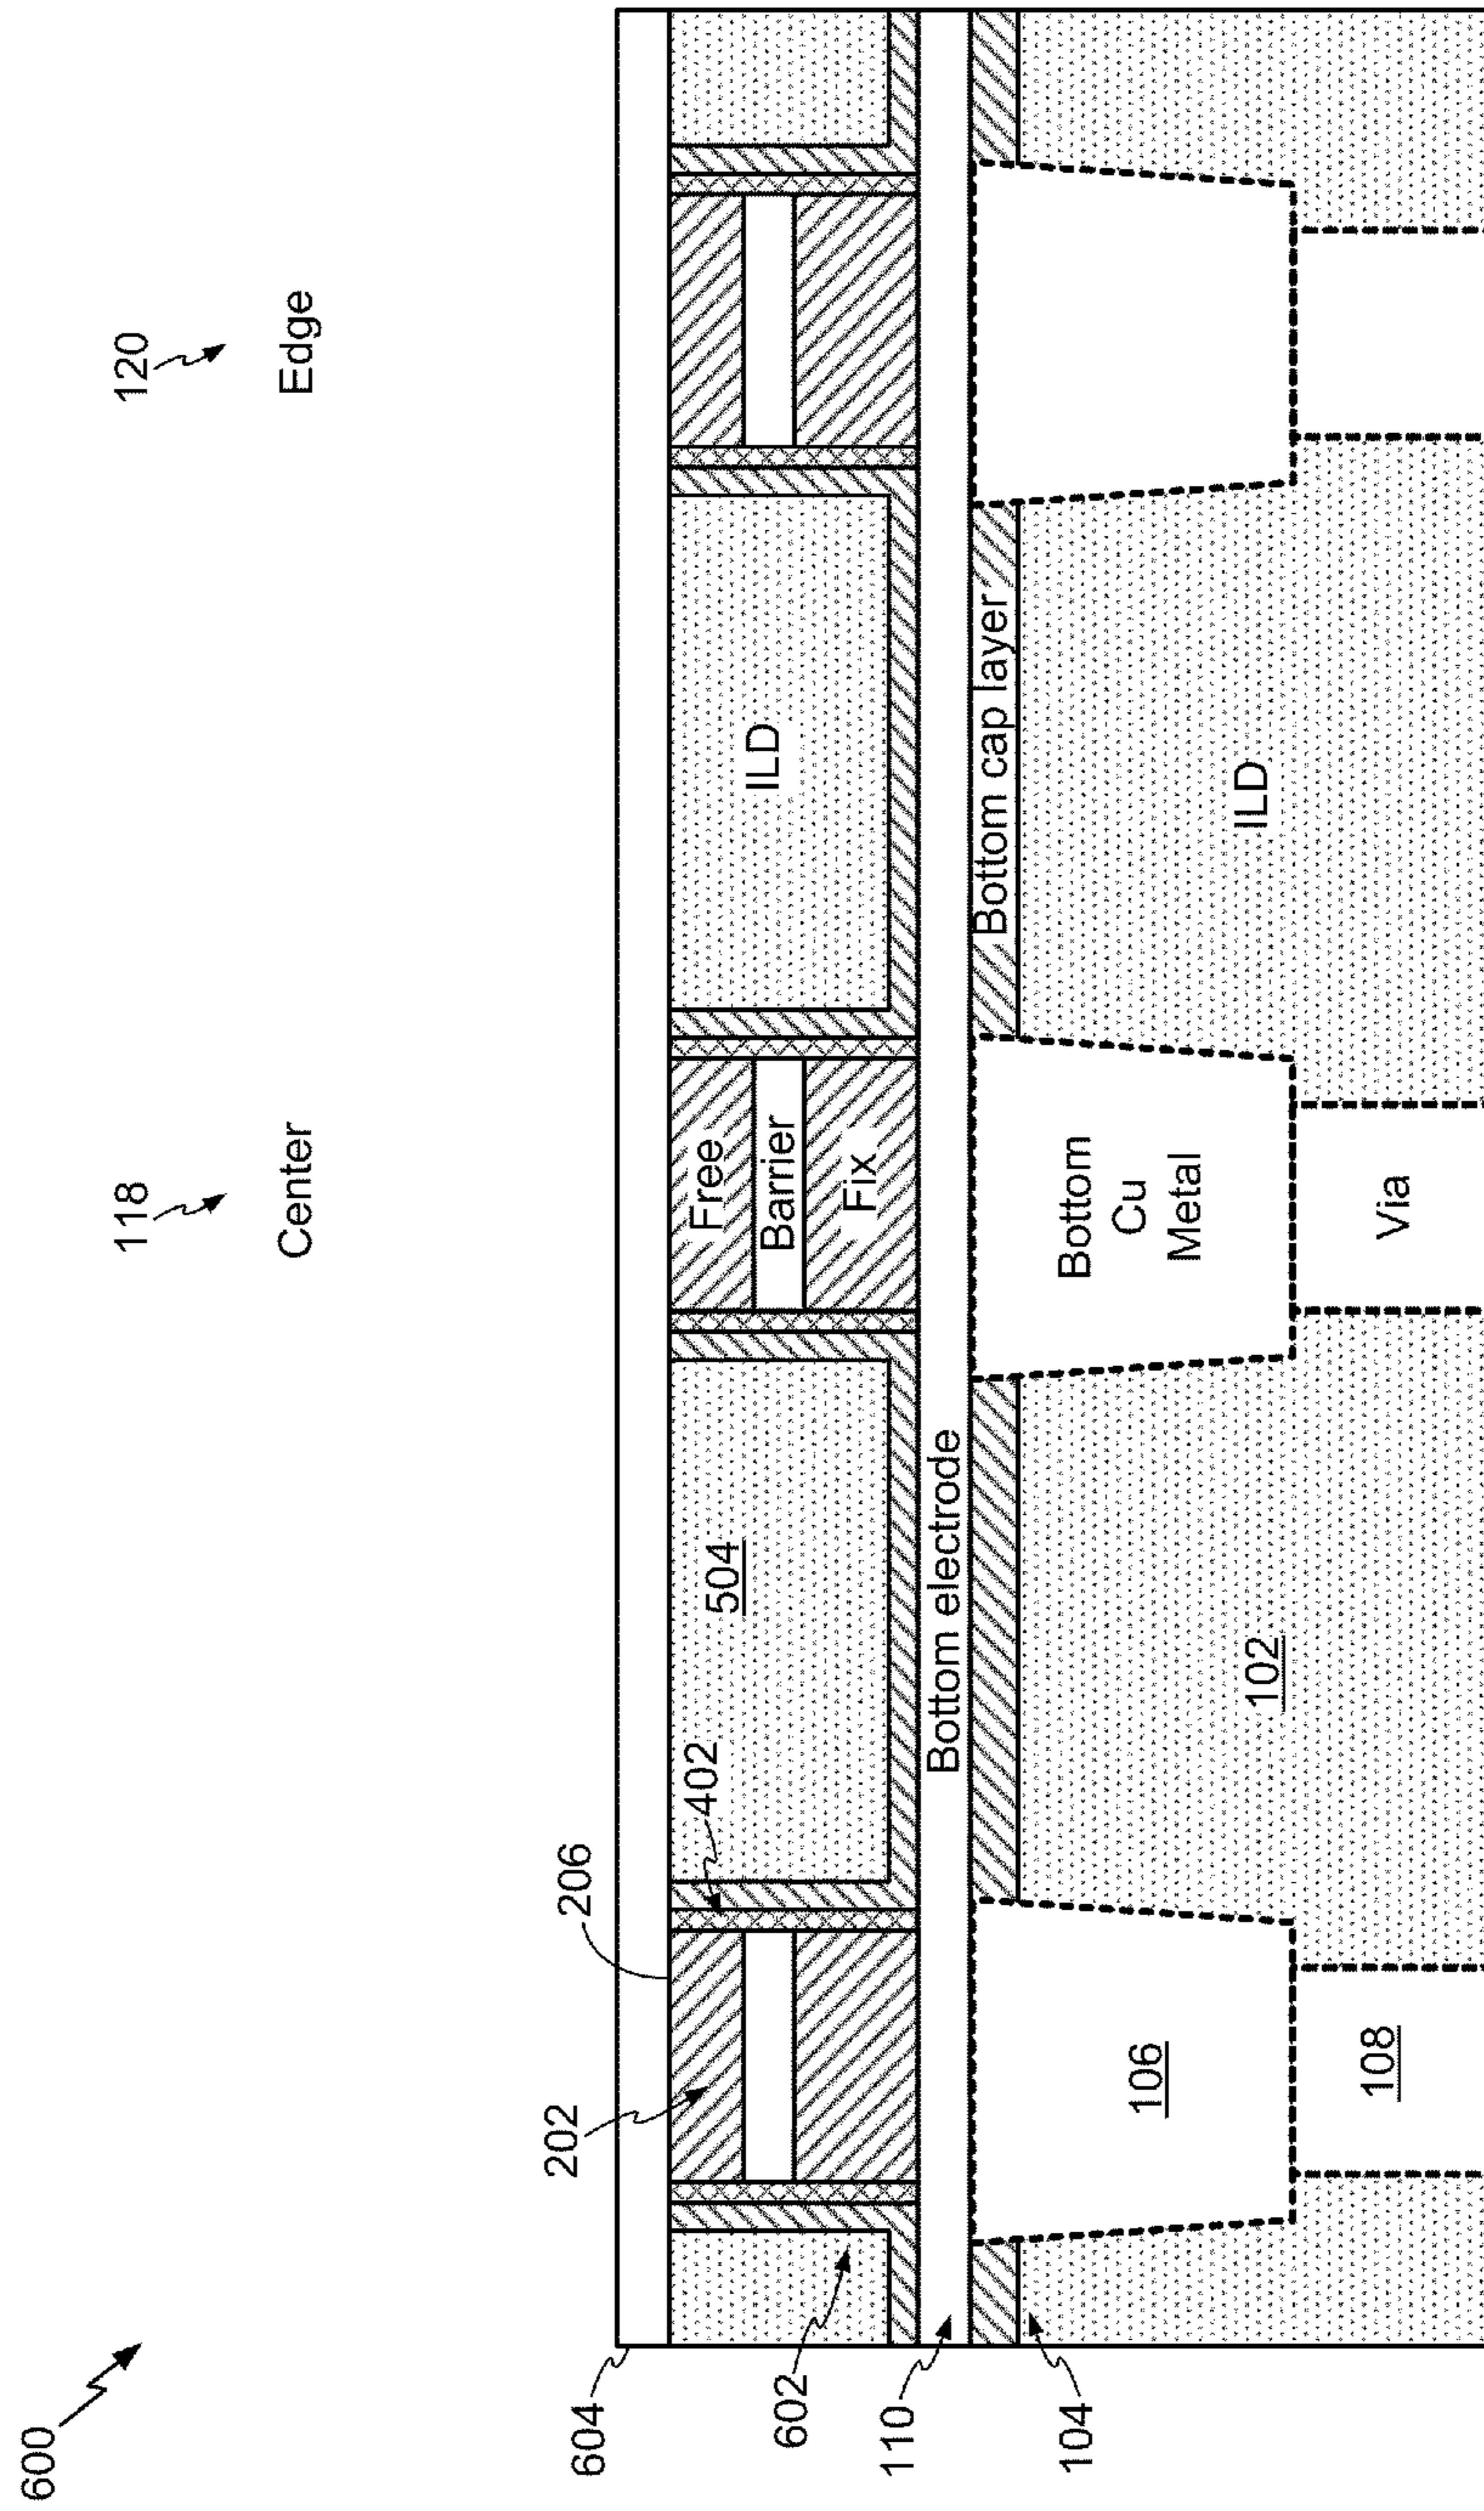 600
118
120
Center
Edge
604
202
206
402
504
Free
Barrier
Fix
ILD
602
110
Bottom electrode
104
Bottom cap layer
106
102
Bottom
Cu
Metal
ILD
108
Via